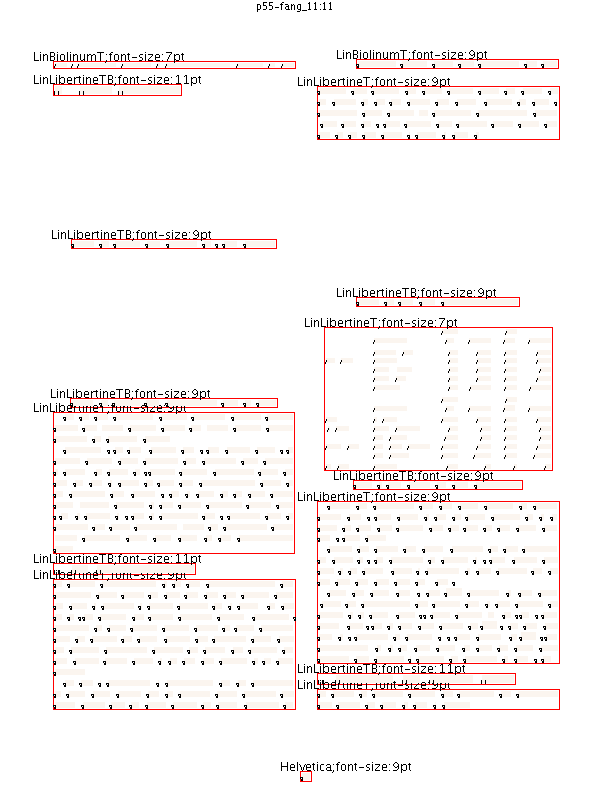 p55-fang_11:11
LinBiolinumT;font-size:7pt
LinLibertineTB;font-size:11pt
LinLibertineTB;font-size:9pt
LinLibertineTB;font-size:9pt
LinLibertineT;font-size:9pt
LinLibertineTB;font-size:11pt
LinLibertineT;font-size:9pt
LinBiolinumT;font-size:9pt
LinLibertineT;font-size:9pt
LinLibertineTB;font-size:9pt
LinLibertineT;font-size:7pt
LinLibertineTB;font-size:9pt
LinLibertineT;font-size:9pt
LinLibertineTB;font-size:11pt
LinLibertineT;font-size:9pt
Helvetica;font-size:9pt